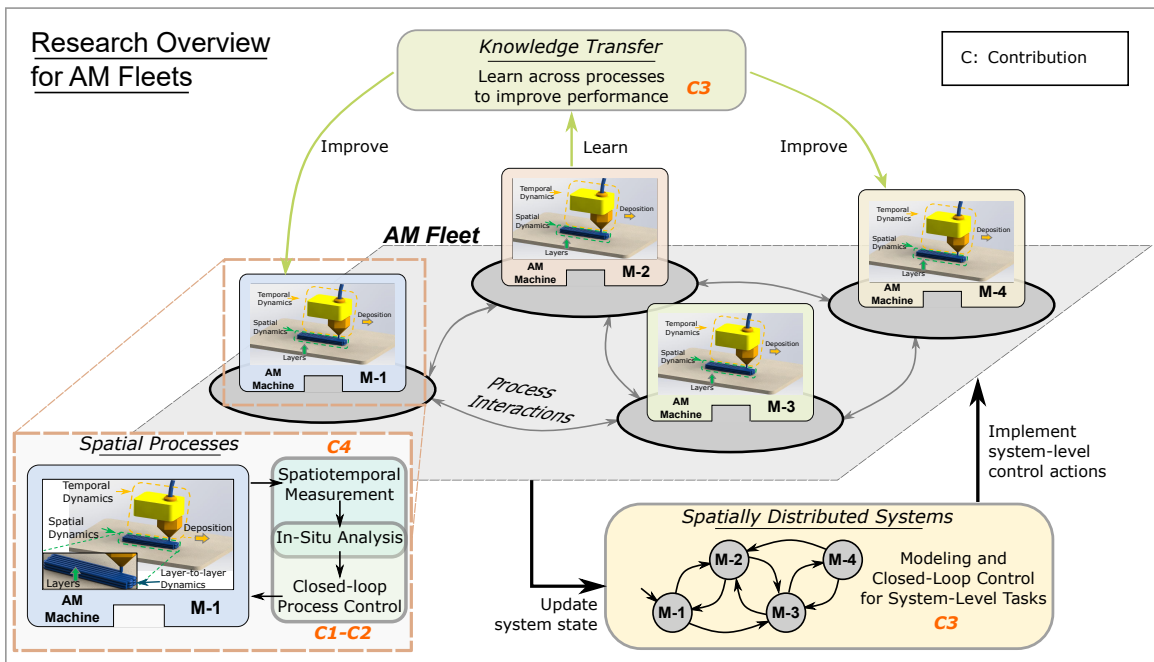 Research Overview
for AM Fleets
Knowledge Transfer
Learn across processes
to improve performance
C3
C: Contribution
Improve
Learn
Improve
AM Fleet
Temporal
Dynamics
Spatial
Dynamics
Deposition
Layers
AM
Machine
M-2
Temporal
Dynamics
Spatial
Dynamics
Deposition
Layers
AM
Machine
M-4
Temporal
Dynamics
Spatial
Dynamics
Deposition
Layers
AM
Machine
M-1
Temporal
Dynamics
Spatial
Dynamics
Deposition
Layers
AM
Machine
M-3
Process
Interactions
Spatial Processes
C4
Temporal
Dynamics
Spatial
Dynamics
Deposition
Layers
Layer-to-layer
Dynamics
AM
Machine
M-1
Spatiotemporal
Measurement
In-Situ Analysis
Closed-loop
Process Control
C1-C2
Update
system state
Implement
system-level
control actions
Spatially Distributed Systems
M-2
M-4
M-1
M-3
Modeling and
Closed-Loop Control
for System-Level Tasks
C3